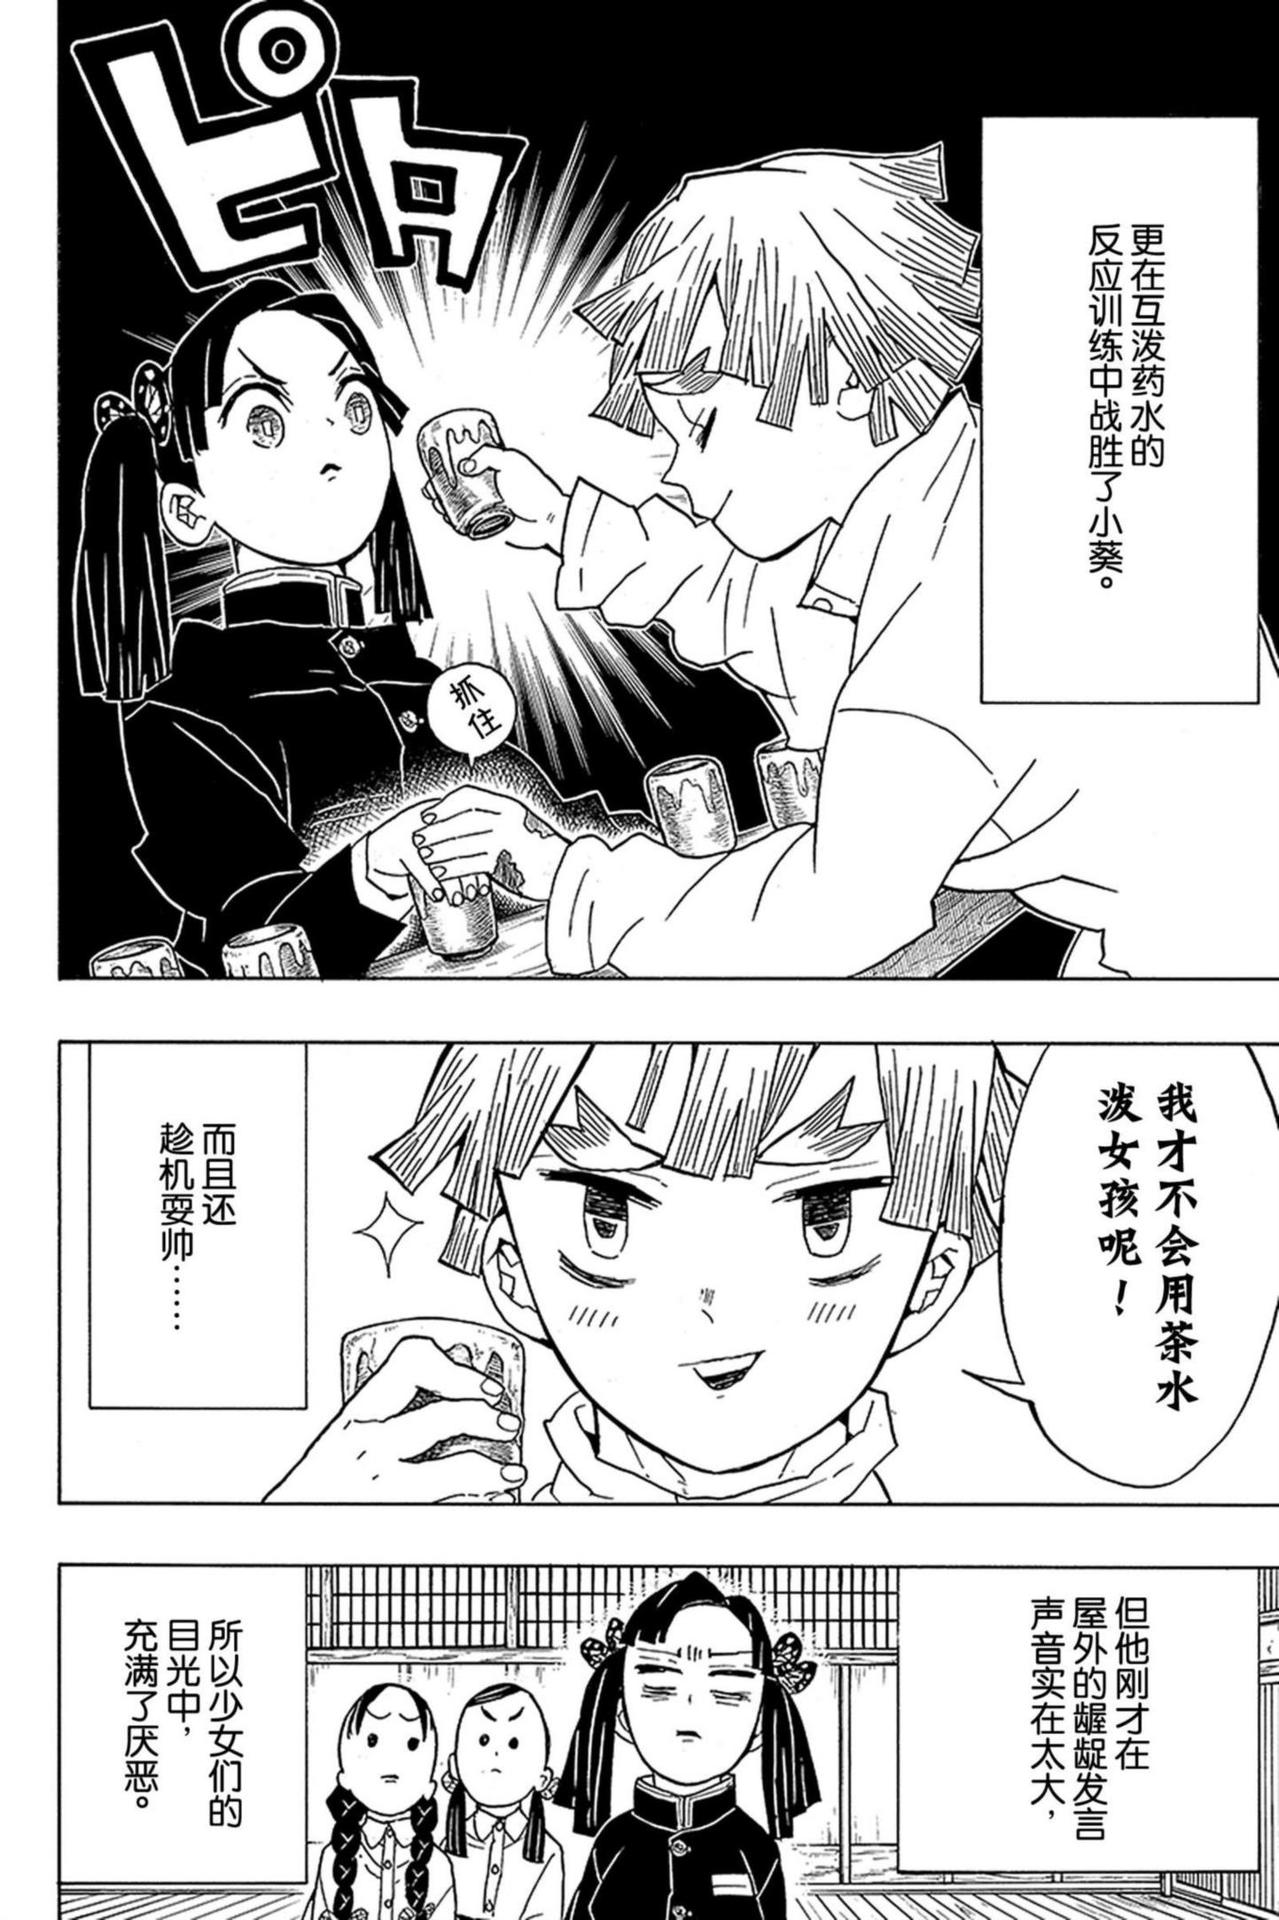 更在互泼药水的
反应训练中战胜了小葵。
ピタ
抓
住
我才不会用茶水
泼女孩呢！
而且还
趁机耍帅……
但他刚才在
屋外的龌龊发言
声音实在太大，
所以少女们的
目光中，
充满了厌恶。